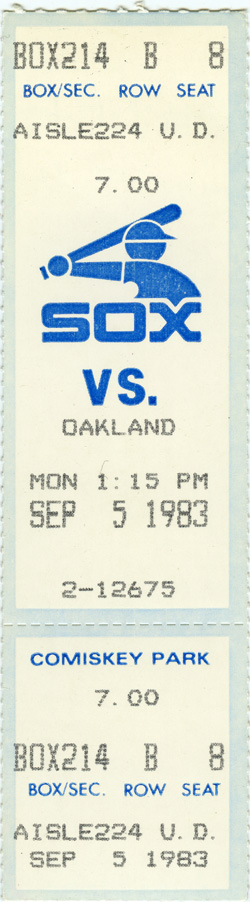 BOX214 B 8
BOX/SEC. ROW SEAT
AISLE224 U.D.
7.00
SOX
VS.
OAKLAND
MON 1:15 PM
SEP 5 1983
2-12675
COMISKEY PARK
7.00
BOX214 B 8
BOX/SEC. ROW SEAT
AISLE224 U.D.
SEP 5 1983